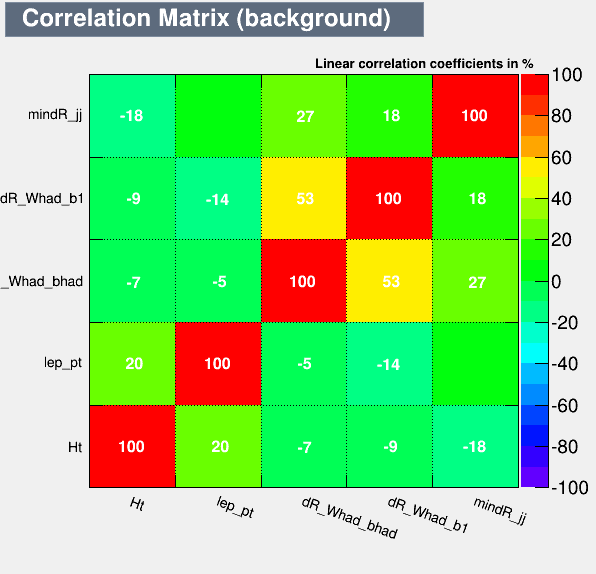 Correlation Matrix (background)
Linear correlation coefficients in %
mindR_jj -18 27 18 100
dR_Whad_b1 -9 -14 53 100 18
_Whad_bhad -7 -5 100 53 27
lep_pt 20 100 -5 -14
Ht 100 20 -7 -9 -18
Ht lep_pt dR_Whad_bhad dR_Whad_b1 mindR_jj
100
80
60
40
20
0
-20
-40
-60
-80
-100